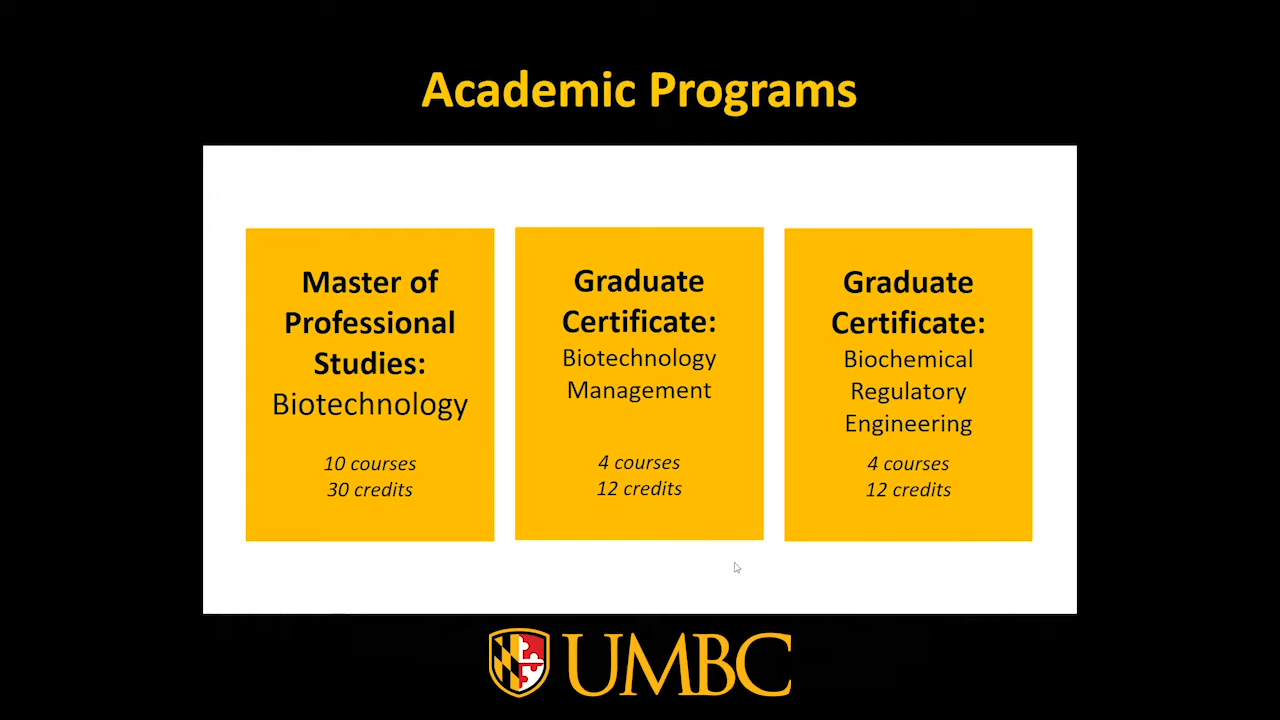 Academic Programs
Master of
Professional
Studies:
Biotechnology
10 courses
30 credits
Graduate
Certificate:
Biotechnology
Management
4 courses
12 credits
Graduate
Certificate:
Biochemical
Regulatory
Engineering
4 courses
12 credits
UMBC